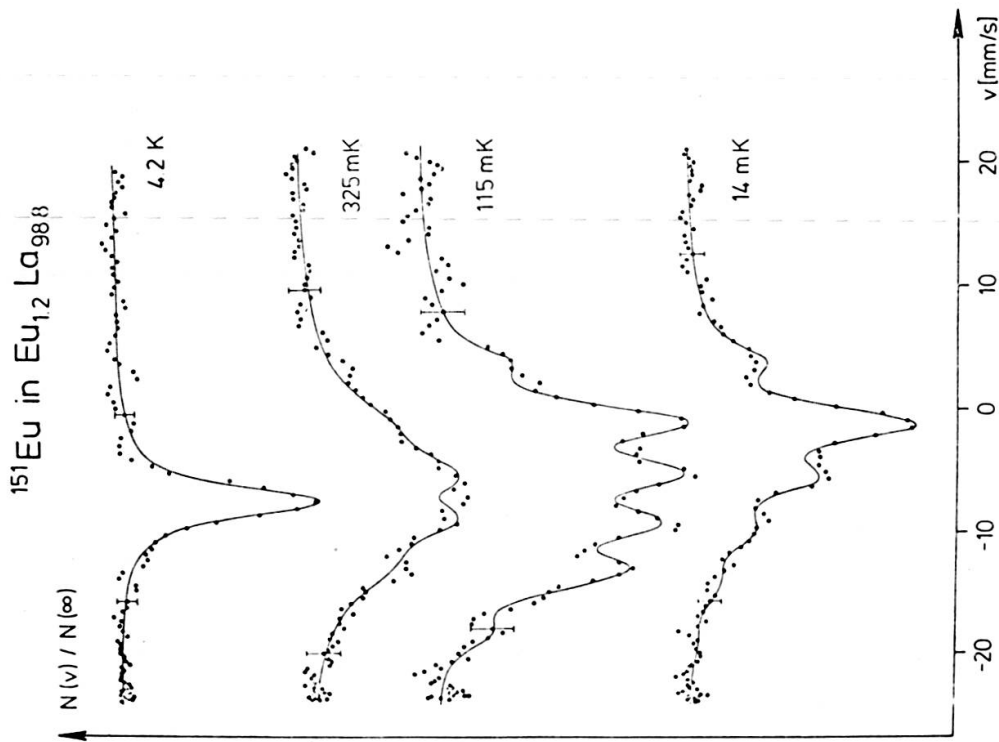 ¹⁵¹Eu in Eu₁.₂ La₉₈.₈
N(v) / N(∞)
4.2 K
325 mK
115 mK
14 mK
-20 -10 0 10 20
v [mm/s]